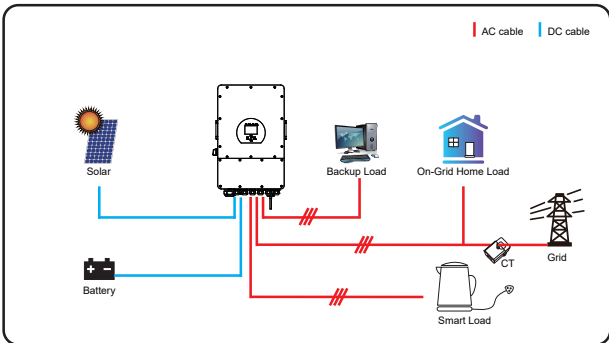 AC cable
DC cable
Solar
Backup Load
On-Grid Home Load
CT
Grid
Battery
Smart Load